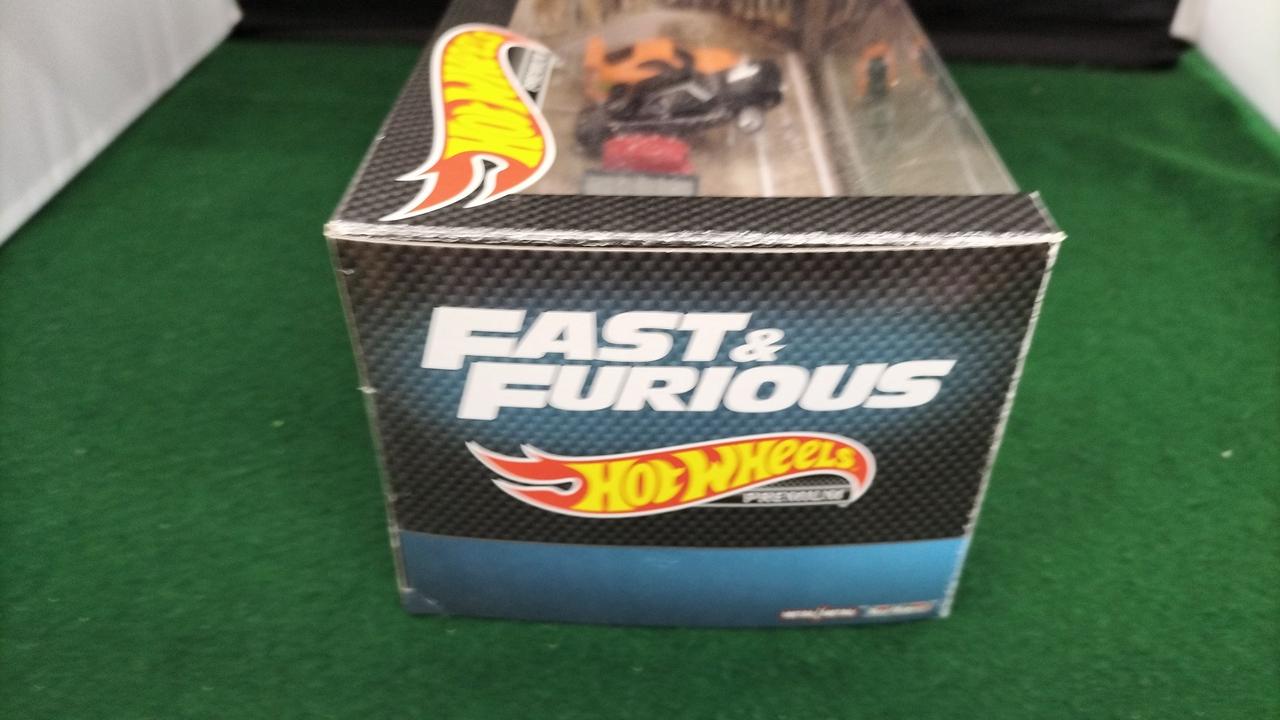 HOT WHEELS
FAST &
FURIOUS
HOT WHEELS
PREMIUM